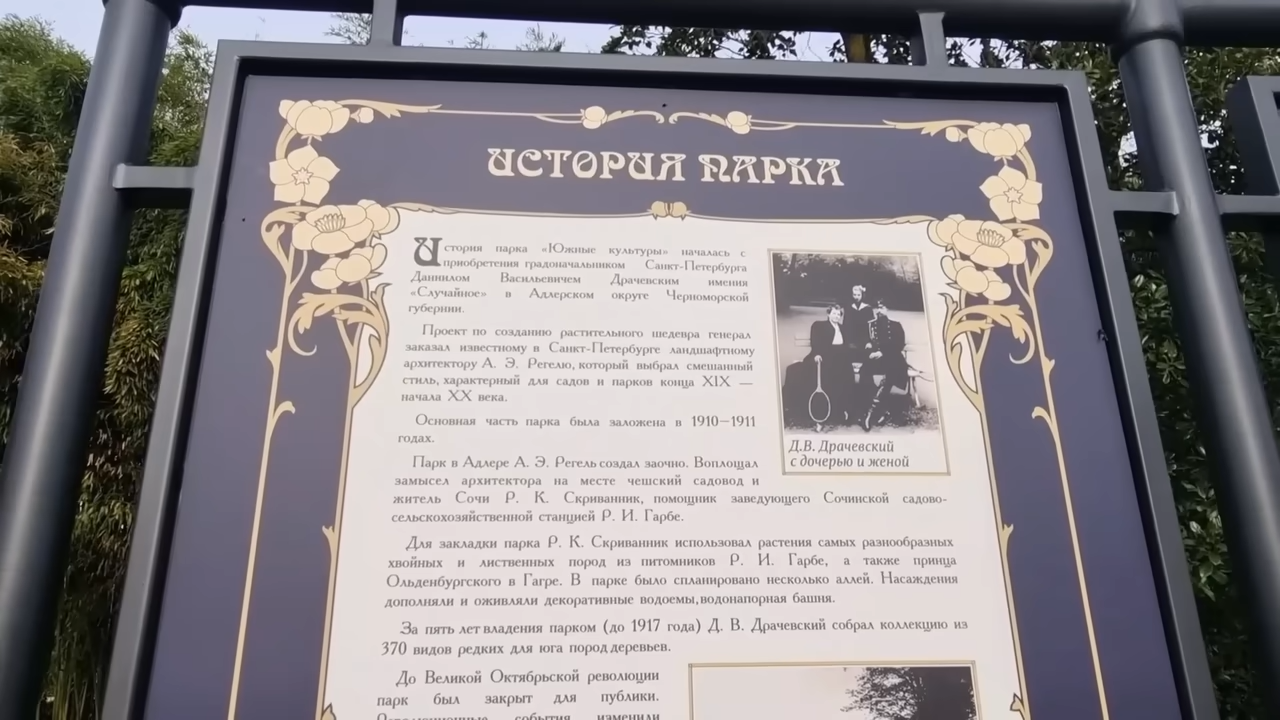 ИСТОРИЯ ПАРКА
История парка «Южные культуры» началась с
приобретения градоначальником Санкт-Петербурга
Даниилом Васильевичем Драчевским имения
«Случайное» в Адлерском округе Черноморской
губернии.
Проект по созданию растительного шедевра генерал
заказал известному в Санкт-Петербурге ландшафтному
архитектору А. Э. Регелю, который выбрал смешанный
стиль, характерный для садов и парков конца XIX —
начала XX века.
Основная часть парка была заложена в 1910—1911
годах.
Д.В. Драчевский
с дочерью и женой
Парк в Адлере А. Э. Регель создал заочно. Воплощал
замысел архитектора на месте чешский садовод и
житель Сочи Р. К. Скриванник, помощник заведующего Сочинской садово-
сельскохозяйственной станцией Р. И. Гарбе.
Для закладки парка Р. К. Скриванник использовал растения самых разнообразных
хвойных и лиственных пород из питомников Р. И. Гарбе, а также принца
Ольденбургского в Гагре. В парке было спланировано несколько аллей. Насаждения
дополняли и оживляли декоративные водоемы, водонапорная башня.
За пять лет владения парком (до 1917 года) Д. В. Драчевский собрал коллекцию из
370 видов редких для юга пород деревьев.
До Великой Октябрьской революции
парк был закрыт для публики.
события изменили